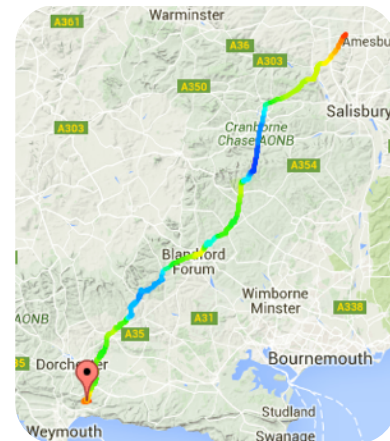 A361
Warminster
A36
A303
Amesbu
A350
Salisbury
A303
Cranborne
Chase AONB
A354
Blandford
Forum
Wimborne
Minster
A338
AONB
A31
A35
Bournemouth
35
Dorchester
Studland
Weymouth
Swanage